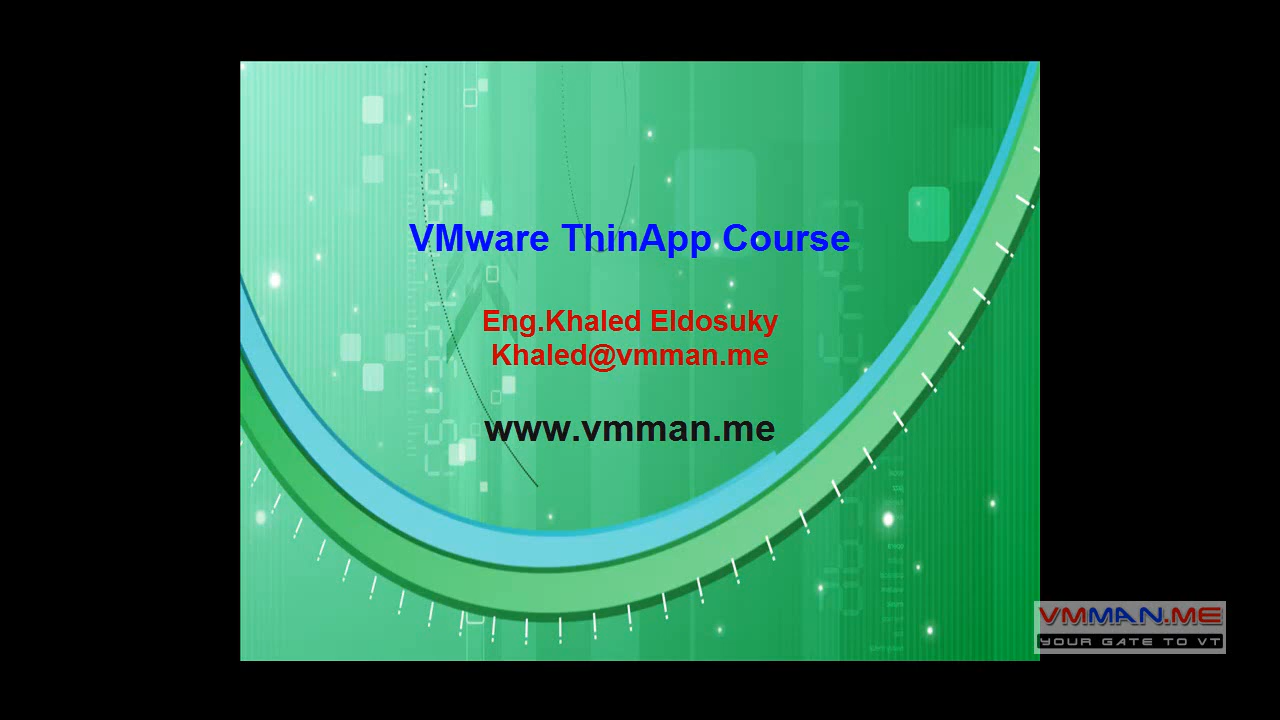 VMware ThinApp Course
Eng.Khaled Eldosuky
Khaled@vmman.me
www.vmman.me
VMMAN.ME
YOUR GATE TO VT